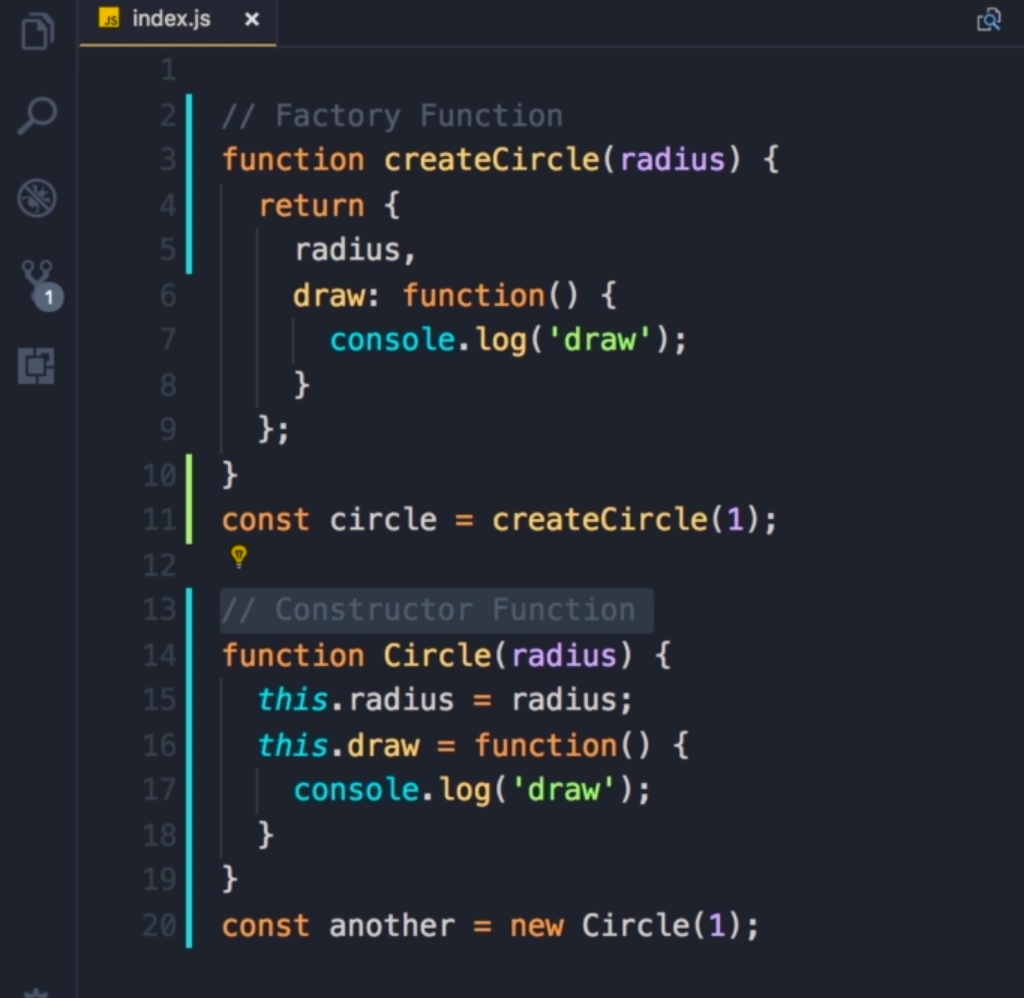 JS index.js ×
1
2 // Factory Function
3 function createCircle(radius) {
4 return {
5 radius,
6 draw: function() {
7 console.log('draw');
8 }
9 };
10 }
11 const circle = createCircle(1);
12
13 // Constructor Function
14 function Circle(radius) {
15 this.radius = radius;
16 this.draw = function() {
17 console.log('draw');
18 }
19 }
20 const another = new Circle(1);
1